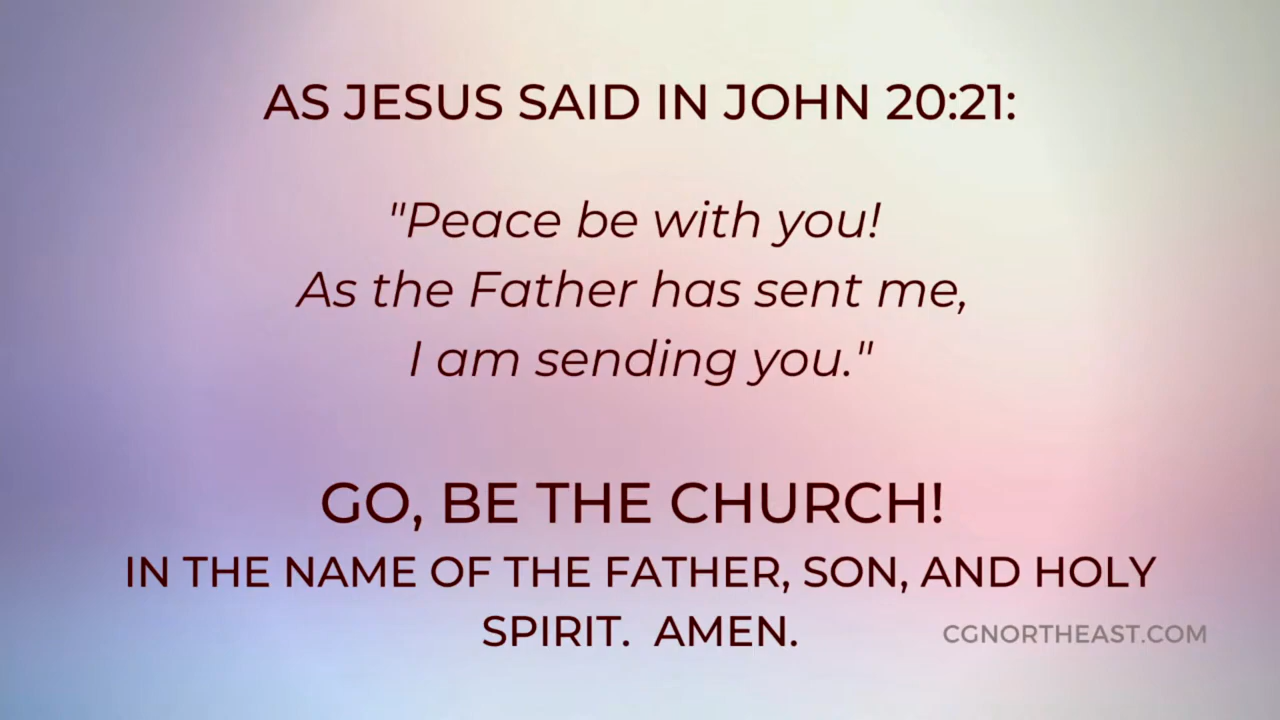 AS JESUS SAID IN JOHN 20:21:
"Peace be with you!
As the Father has sent me,
I am sending you."
GO, BE THE CHURCH!
IN THE NAME OF THE FATHER, SON, AND HOLY
SPIRIT.  AMEN.
CGNORTHEAST.COM